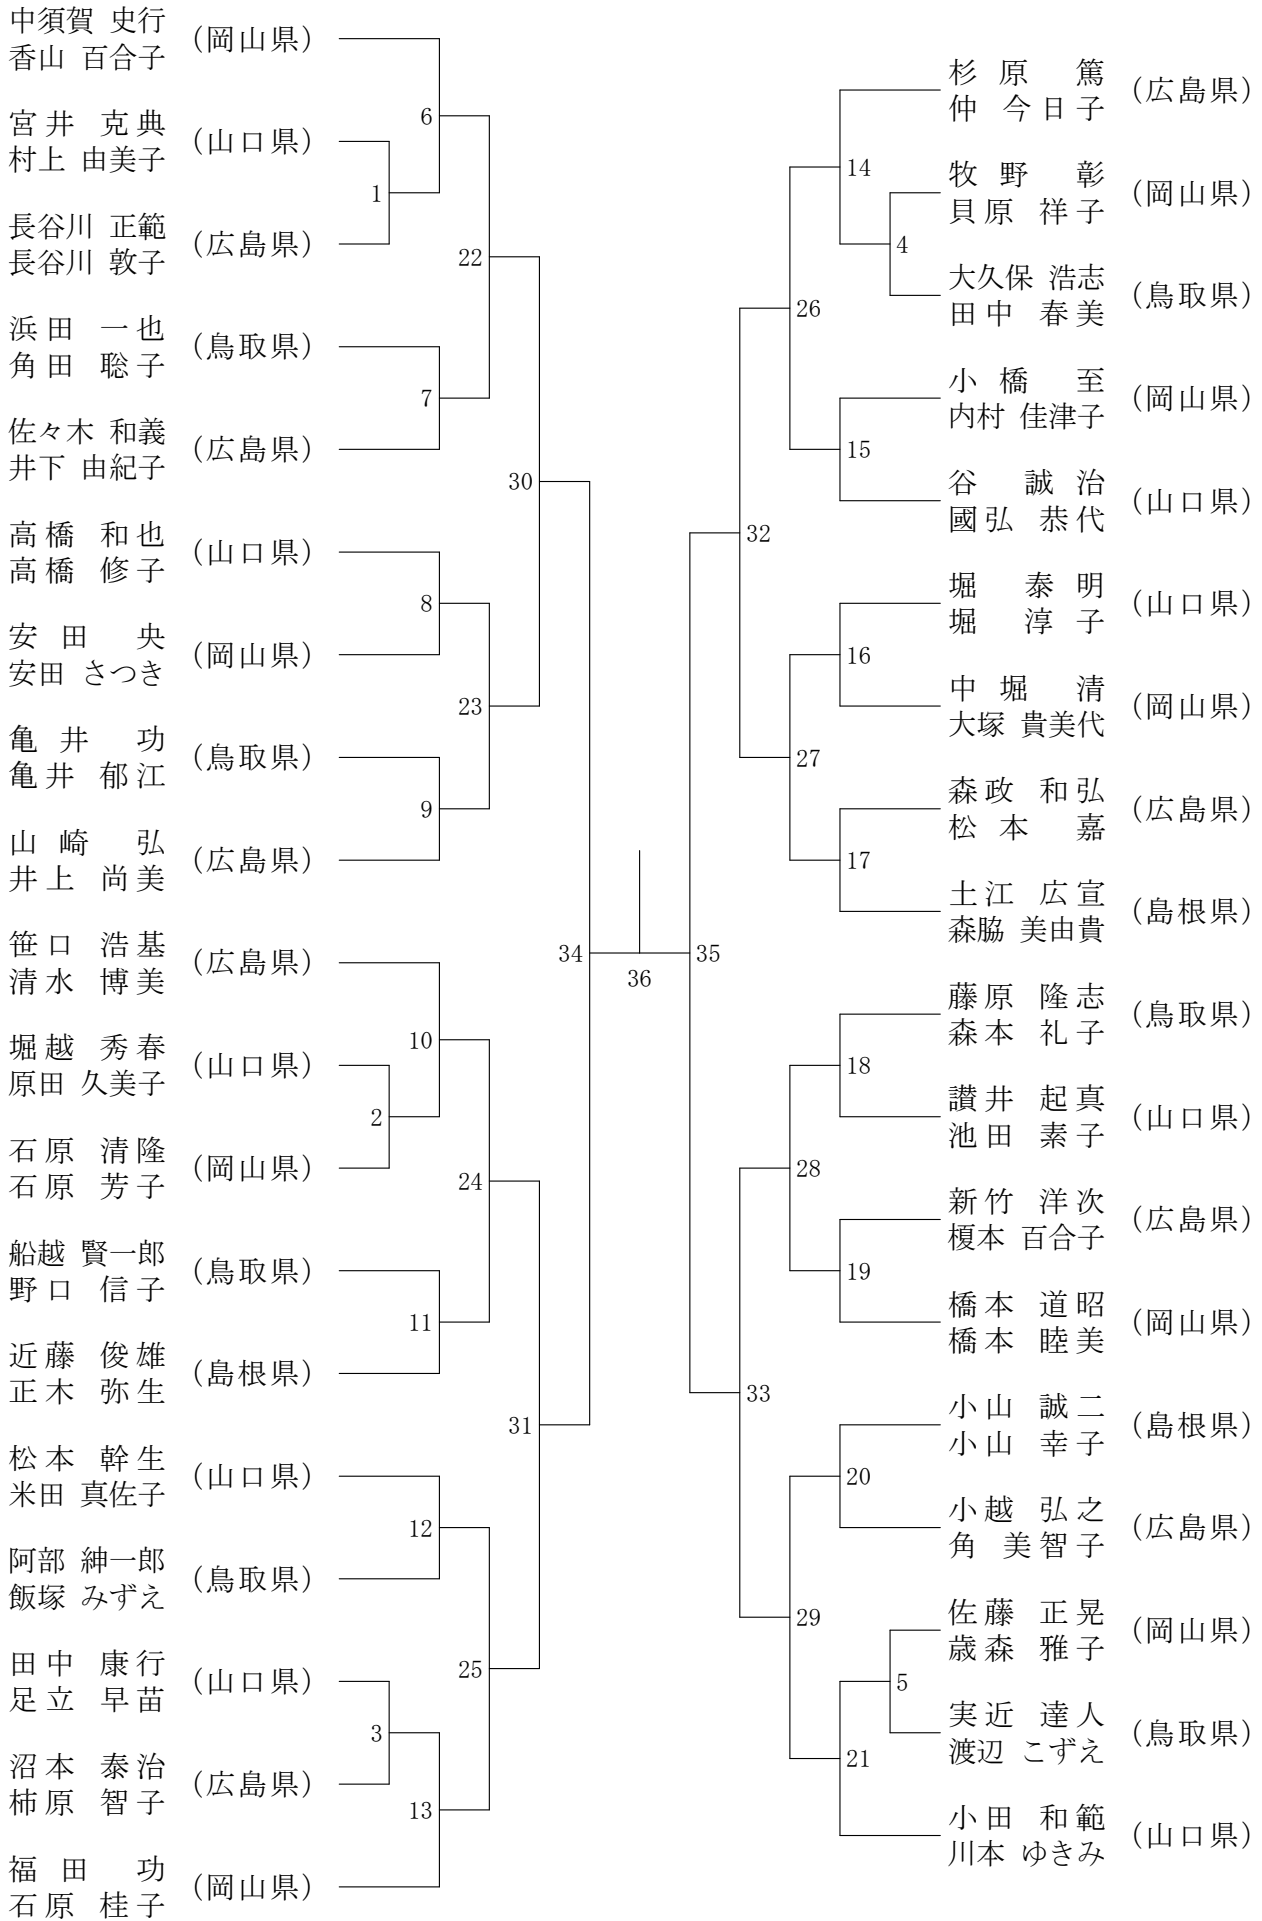 中須賀 史行
香山 百合子
(岡山県)
宮井 克典
村上 由美子
(山口県)
長谷川 正範
長谷川 敦子
(広島県)
浜田 一也
角田 聡子
(鳥取県)
佐々木 和義
井下 由紀子
(広島県)
高橋 和也
高橋 修子
(山口県)
安田 央
安田 さつき
(岡山県)
亀井 功
亀井 郁江
(鳥取県)
山崎 弘
井上 尚美
(広島県)
笹口 浩基
清水 博美
(広島県)
堀越 秀春
原田 久美子
(山口県)
石原 清隆
石原 芳子
(岡山県)
船越 賢一郎
野口 信子
(鳥取県)
近藤 俊雄
正木 弥生
(島根県)
松本 幹生
米田 真佐子
(山口県)
阿部 紳一郎
飯塚 みずえ
(鳥取県)
田中 康行
足立 早苗
(山口県)
沼本 泰治
柿原 智子
(広島県)
福田 功
石原 桂子
(岡山県)
6
1
22
7
30
8
23
9
34
10
2
24
11
31
12
3
25
13
36
杉原 篤
仲 今日子
(広島県)
牧野 彰
貝原 祥子
(岡山県)
大久保 浩志
田中 春美
(鳥取県)
小橋 至
内村 佳津子
(岡山県)
谷 誠治
國弘 恭代
(山口県)
堀 泰明
堀 淳子
(山口県)
中堀 清
大塚 貴美代
(岡山県)
森政 和弘
松本 嘉
(広島県)
土江 広宣
森脇 美由貴
(島根県)
藤原 隆志
森本 礼子
(鳥取県)
讃井 起真
池田 素子
(山口県)
新竹 洋次
榎本 百合子
(広島県)
橋本 道昭
橋本 睦美
(岡山県)
小山 誠二
小山 幸子
(島根県)
小越 弘之
角 美智子
(広島県)
佐藤 正晃
歳森 雅子
(岡山県)
実近 達人
渡辺 こずえ
(鳥取県)
小田 和範
川本 ゆきみ
(山口県)
14
4
26
15
32
16
27
17
35
18
28
19
33
20
29
5
21